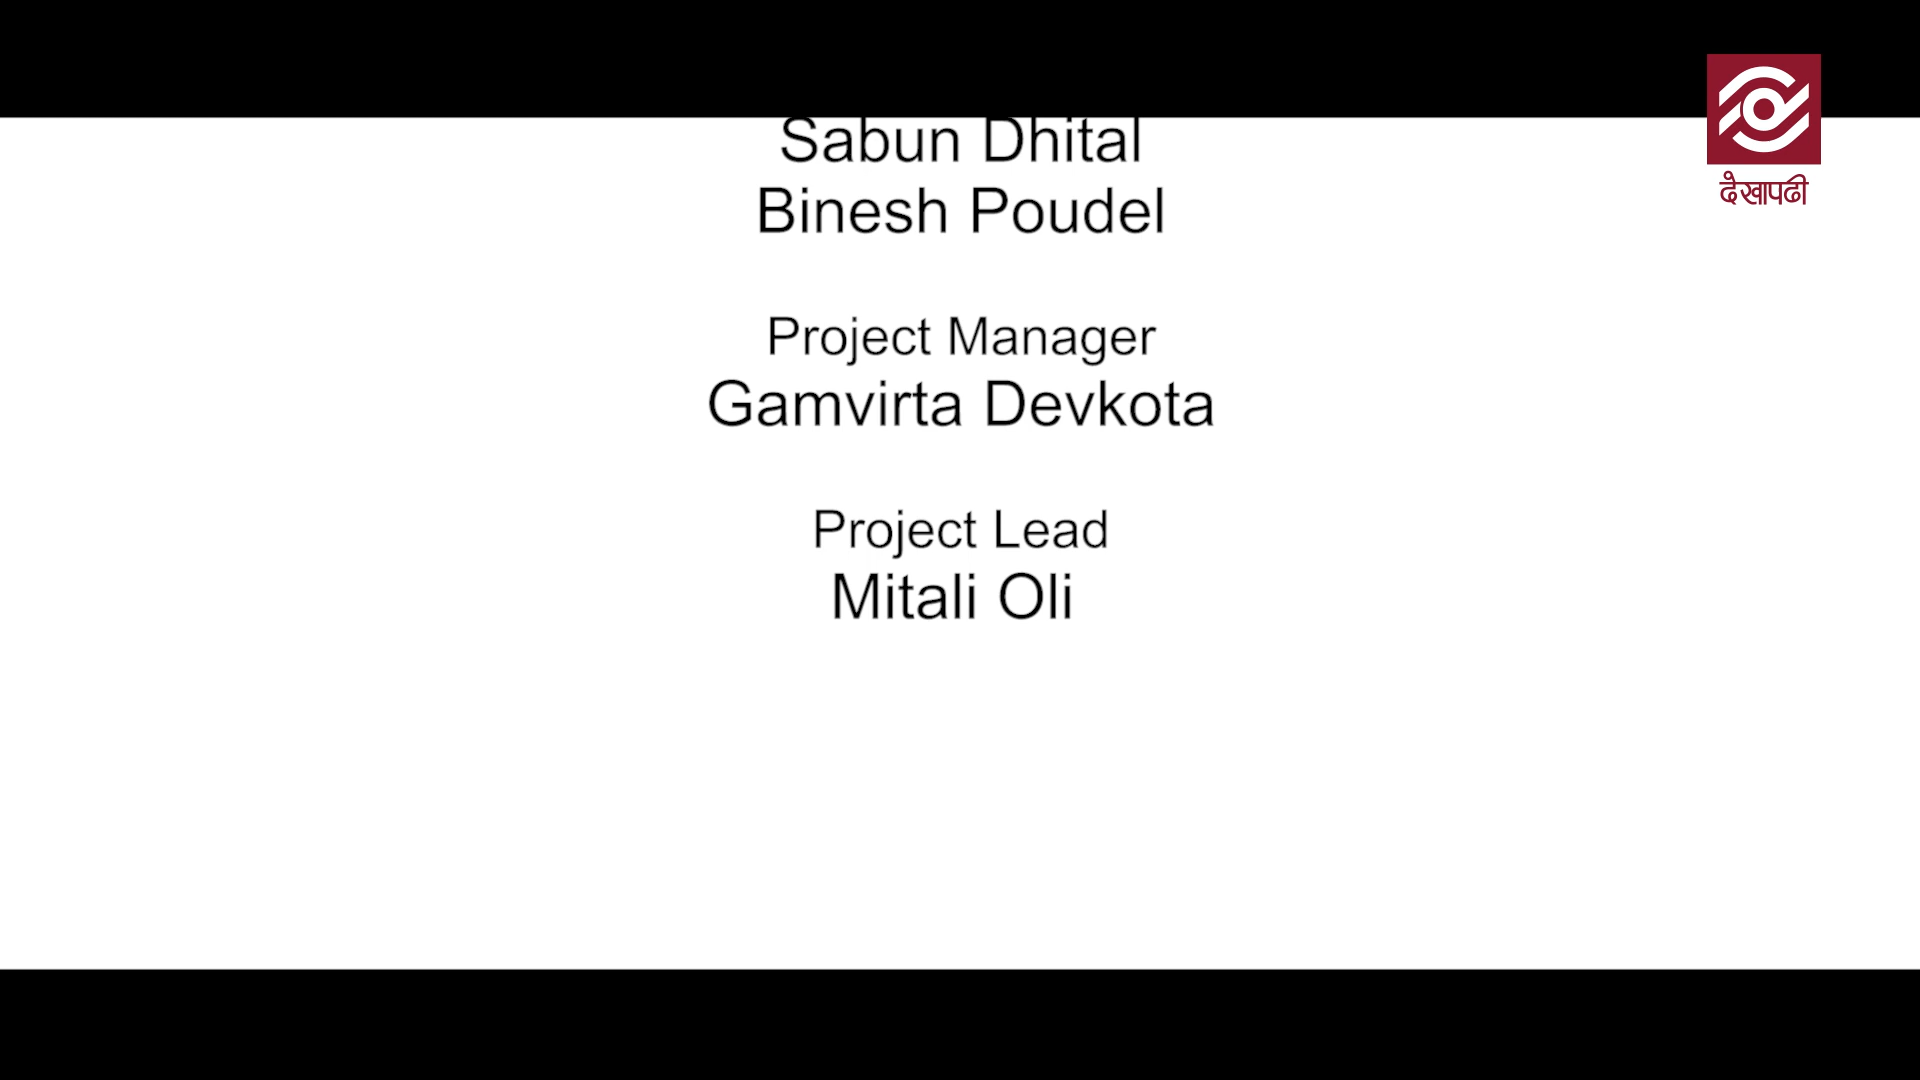 Sabun Dhital
Binesh Poudel
Project Manager
Gamvirta Devkota
Project Lead
Mitali Oli
देखापढी